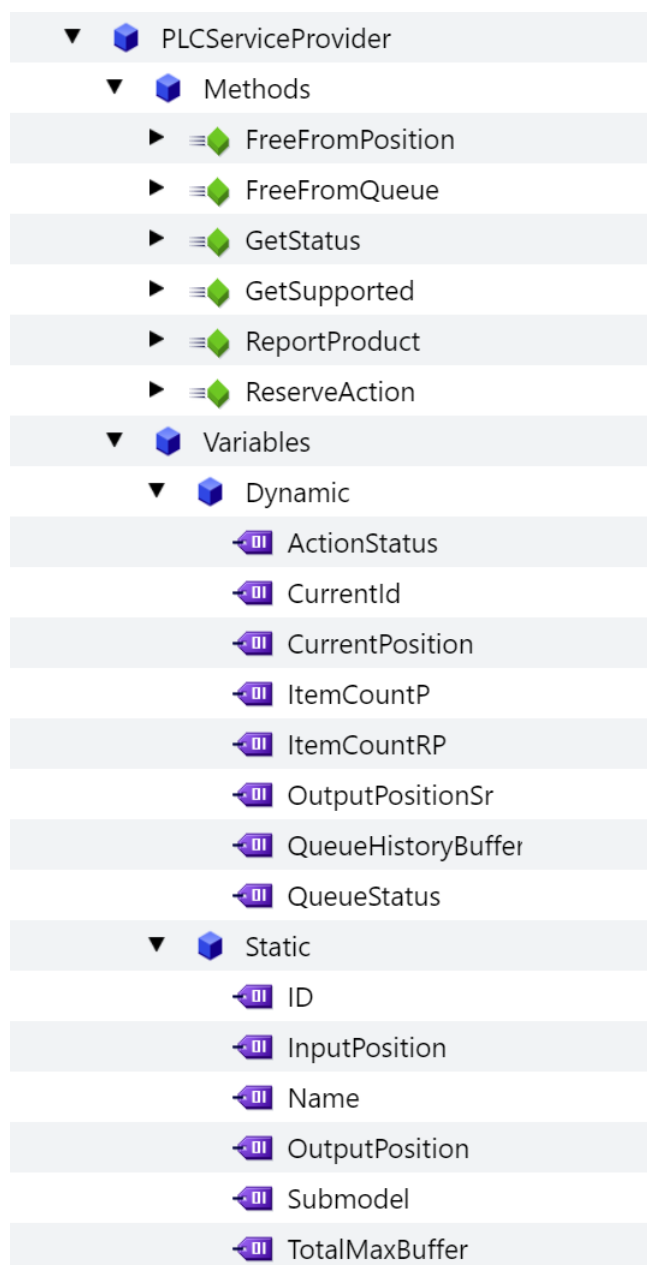 PLCServiceProvider
Methods
FreeFromPosition
FreeFromQueue
GetStatus
GetSupported
ReportProduct
ReserveAction
Variables
Dynamic
ActionStatus
CurrentId
CurrentPosition
ItemCountP
ItemCountRP
OutputPositionSr
QueueHistoryBuffer
QueueStatus
Static
ID
InputPosition
Name
OutputPosition
Submodel
TotalMaxBuffer